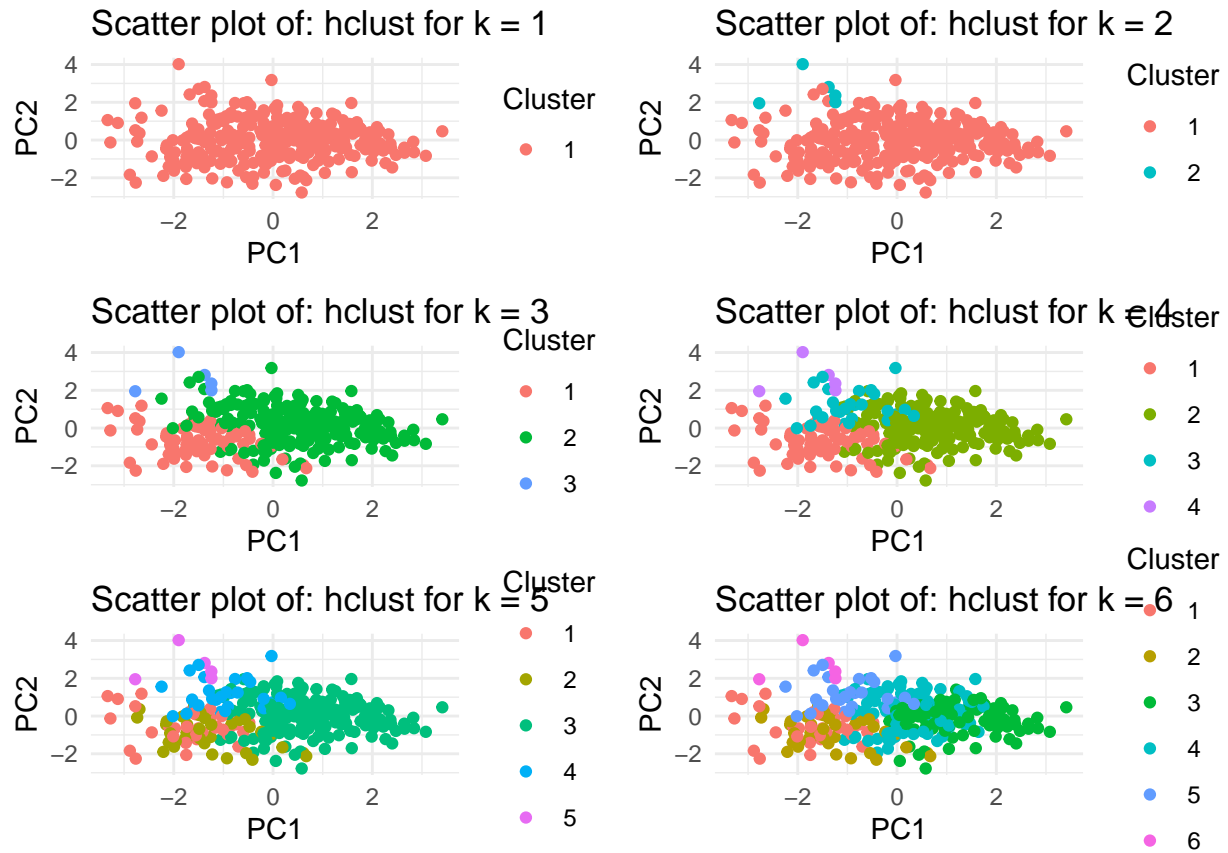 Scatter plot of: hclust for k = 1
4
2
0
−2
PC2
−2 0 2
PC1
Cluster
1
Scatter plot of: hclust for k = 2
4
2
0
−2
PC2
−2 0 2
PC1
Cluster
1
2
Scatter plot of: hclust for k = 3
4
2
0
−2
PC2
−2 0 2
PC1
Cluster
1
2
3
Scatter plot of: hclust for k = 4
4
2
0
−2
PC2
−2 0 2
PC1
Cluster
1
2
3
4
Scatter plot of: hclust for k = 5
4
2
0
−2
PC2
−2 0 2
PC1
Cluster
1
2
3
4
5
Scatter plot of: hclust for k = 6
4
2
0
−2
PC2
−2 0 2
PC1
Cluster
1
2
3
4
5
6